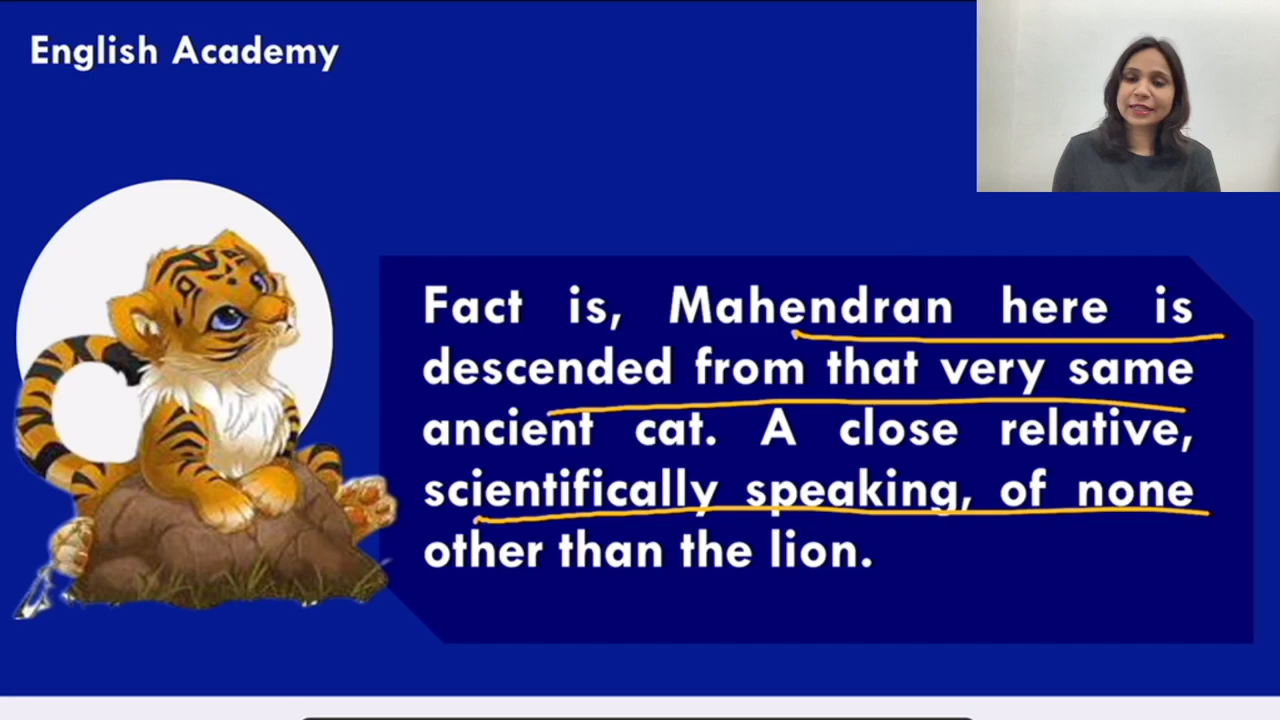 English Academy
Fact is, Mahendran here is
descended from that very same
ancient cat. A close relative,
scientifically speaking, of none
other than the lion.